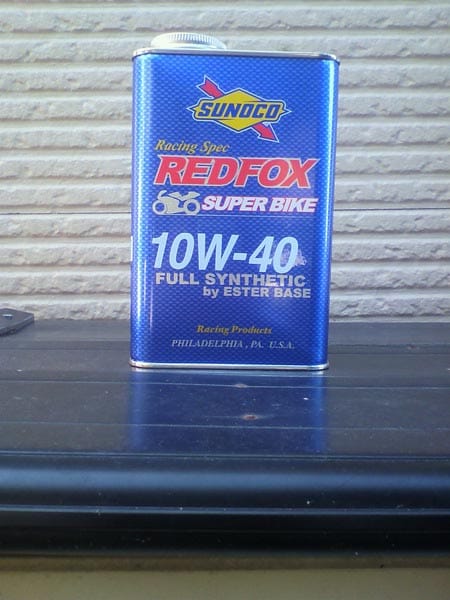 SUNOCO
Racing Spec
REDFOX
SUPER BIKE
10W-40
FULL SYNTHETIC
by ESTER BASE
Racing Products
PHILADELPHIA, PA. U.S.A.